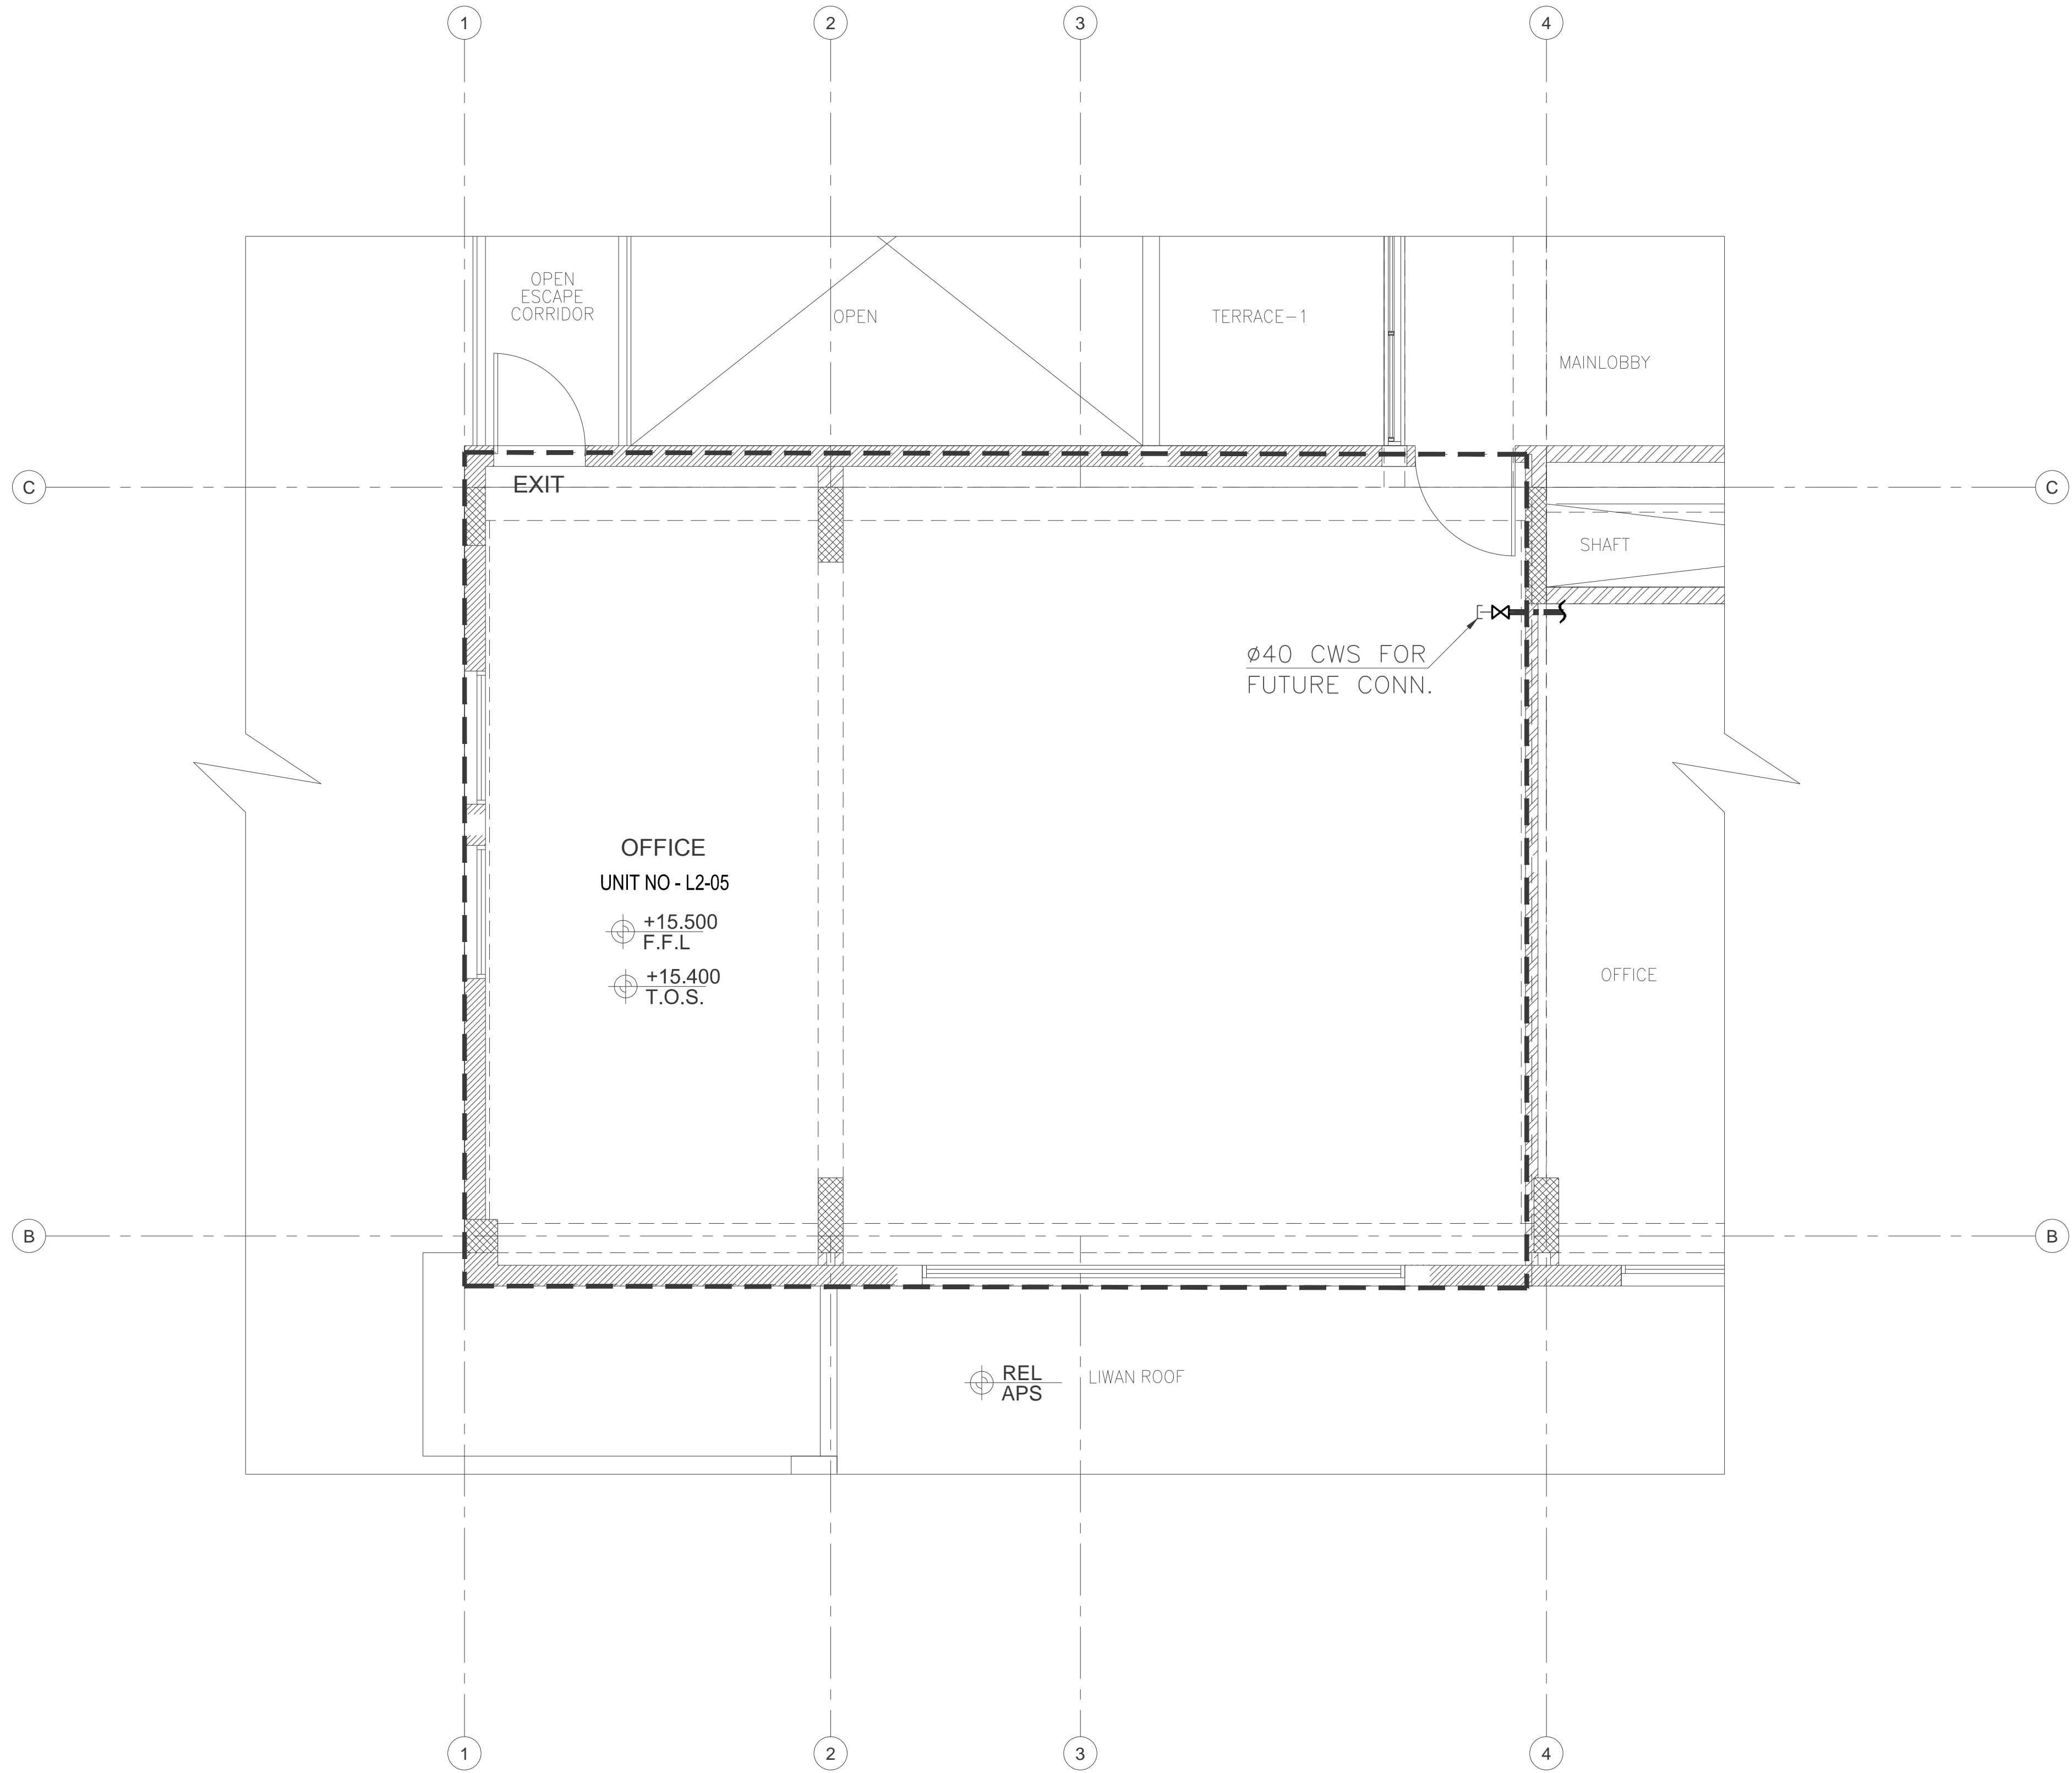 1 2 3 4
OPEN
ESCAPE
CORRIDOR
OPEN
TERRACE-1
MAINLOBBY
C EXIT C
SHAFT
ø40 CWS FOR
FUTURE CONN.
OFFICE
UNIT NO - L2-05
+15.500
F.F.L
+15.400
T.O.S.
OFFICE
B B
REL
APS
LIWAN ROOF
1 2 3 4